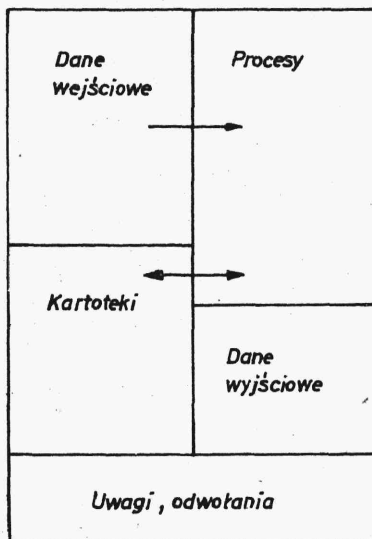 Dane
wejściowe
Procesy
Kartoteki
Dane
wyjściowe
Uwagi, odwołania